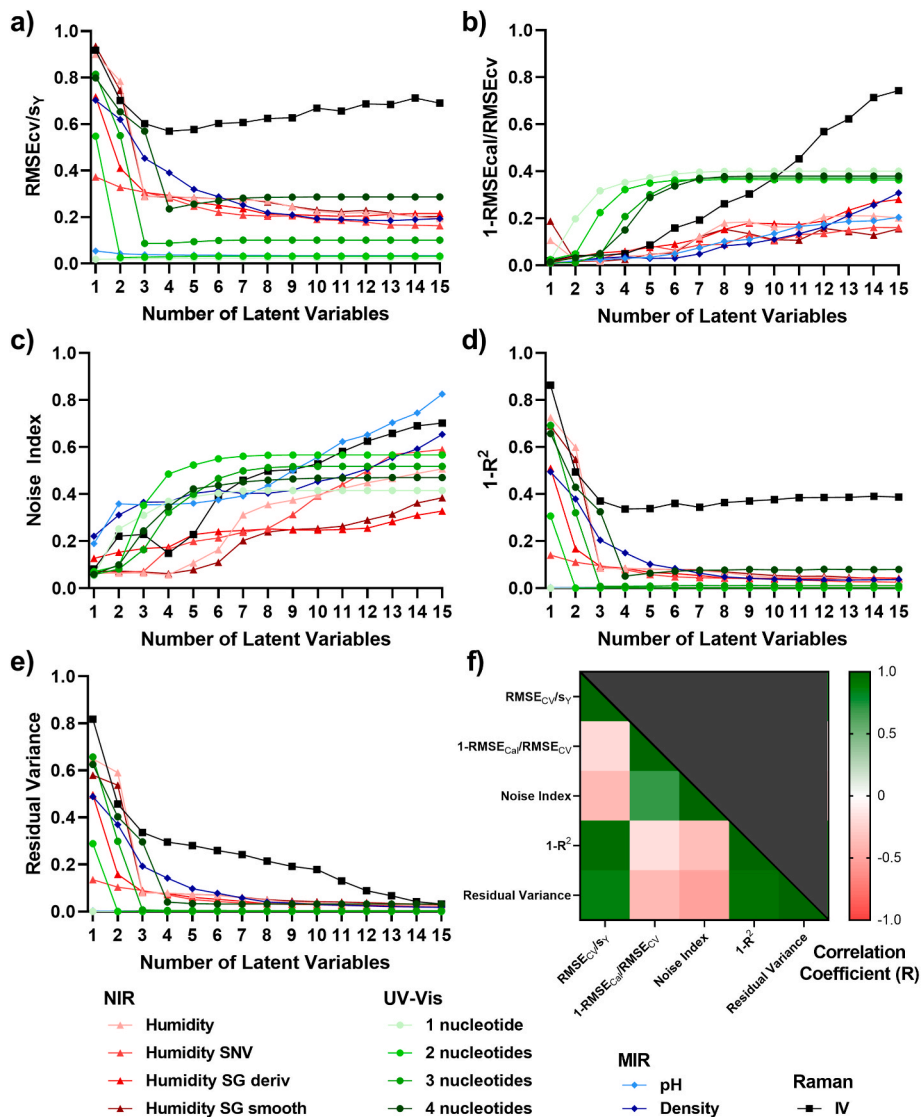 a)
RMSEcv/sY
1.0
0.8
0.6
0.4
0.2
0.0
1 2 3 4 5 6 7 8 9 10 11 12 13 14 15
Number of Latent Variables
b)
1-RMSEcal/RMSEcv
1.0
0.8
0.6
0.4
0.2
0.0
1 2 3 4 5 6 7 8 9 10 11 12 13 14 15
Number of Latent Variables
c)
Noise Index
1.0
0.8
0.6
0.4
0.2
0.0
1 2 3 4 5 6 7 8 9 10 11 12 13 14 15
Number of Latent Variables
d)
1-R²
1.0
0.8
0.6
0.4
0.2
0.0
1 2 3 4 5 6 7 8 9 10 11 12 13 14 15
Number of Latent Variables
e)
Residual Variance
1.0
0.8
0.6
0.4
0.2
0.0
1 2 3 4 5 6 7 8 9 10 11 12 13 14 15
Number of Latent Variables
f)
RMSECV/sY
1-RMSECal/RMSECV
Noise Index
1-R²
Residual Variance
RMSECV/sY
1-RMSECal/RMSECV
Noise Index
1-R²
Residual Variance
1.0
0.5
0
-0.5
-1.0
Correlation
Coefficient (R)
NIR
Humidity
Humidity SNV
Humidity SG deriv
Humidity SG smooth
UV-Vis
1 nucleotide
2 nucleotides
3 nucleotides
4 nucleotides
MIR
pH
Density
Raman
IV